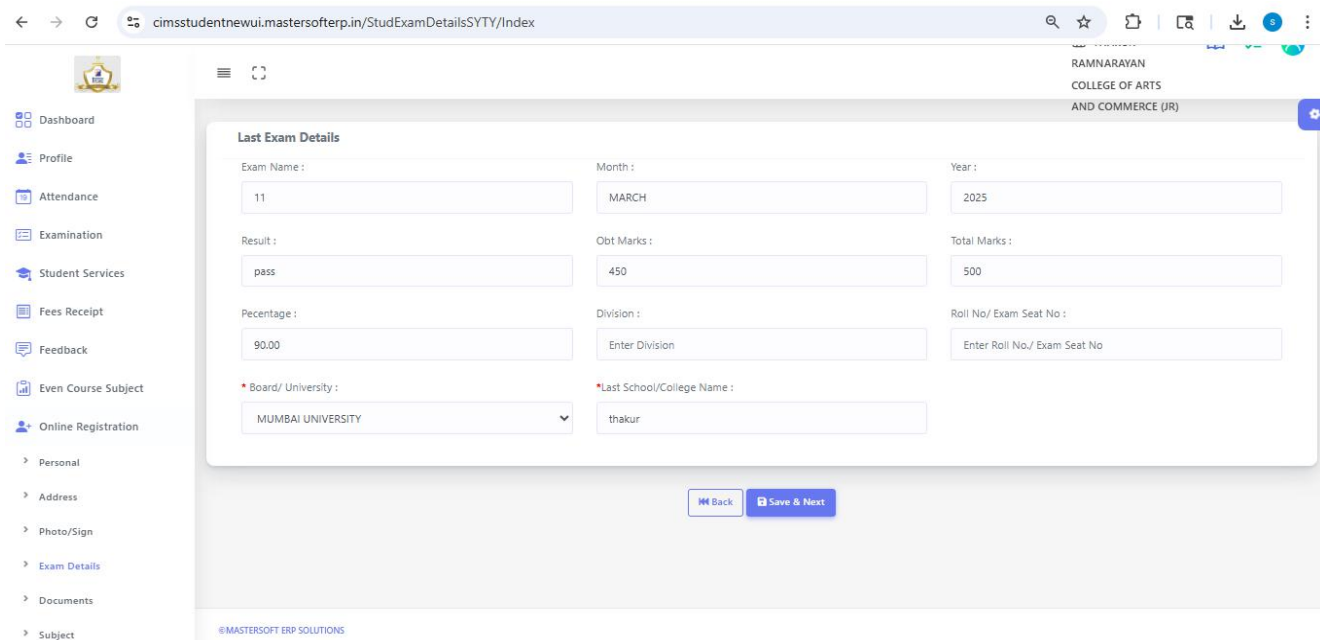 cimsstudentnewui.mastersofterp.in/StudExamDetailsSYTY/Index
S
RAMNARAYAN
COLLEGE OF ARTS
AND COMMERCE (JR)
Dashboard
Profile
Attendance
Examination
Student Services
Fees Receipt
Feedback
Even Course Subject
Online Registration
Personal
Address
Photo/Sign
Exam Details
Documents
Subject
Last Exam Details
Exam Name : Month : Year :
11 MARCH 2025
Result : Obt Marks : Total Marks :
pass 450 500
Pecentage : Division : Roll No/ Exam Seat No :
90.00 Enter Division Enter Roll No./ Exam Seat No
* Board/ University : *Last School/College Name :
MUMBAI UNIVERSITY thakur
Back Save & Next
©MASTERSOFT ERP SOLUTIONS